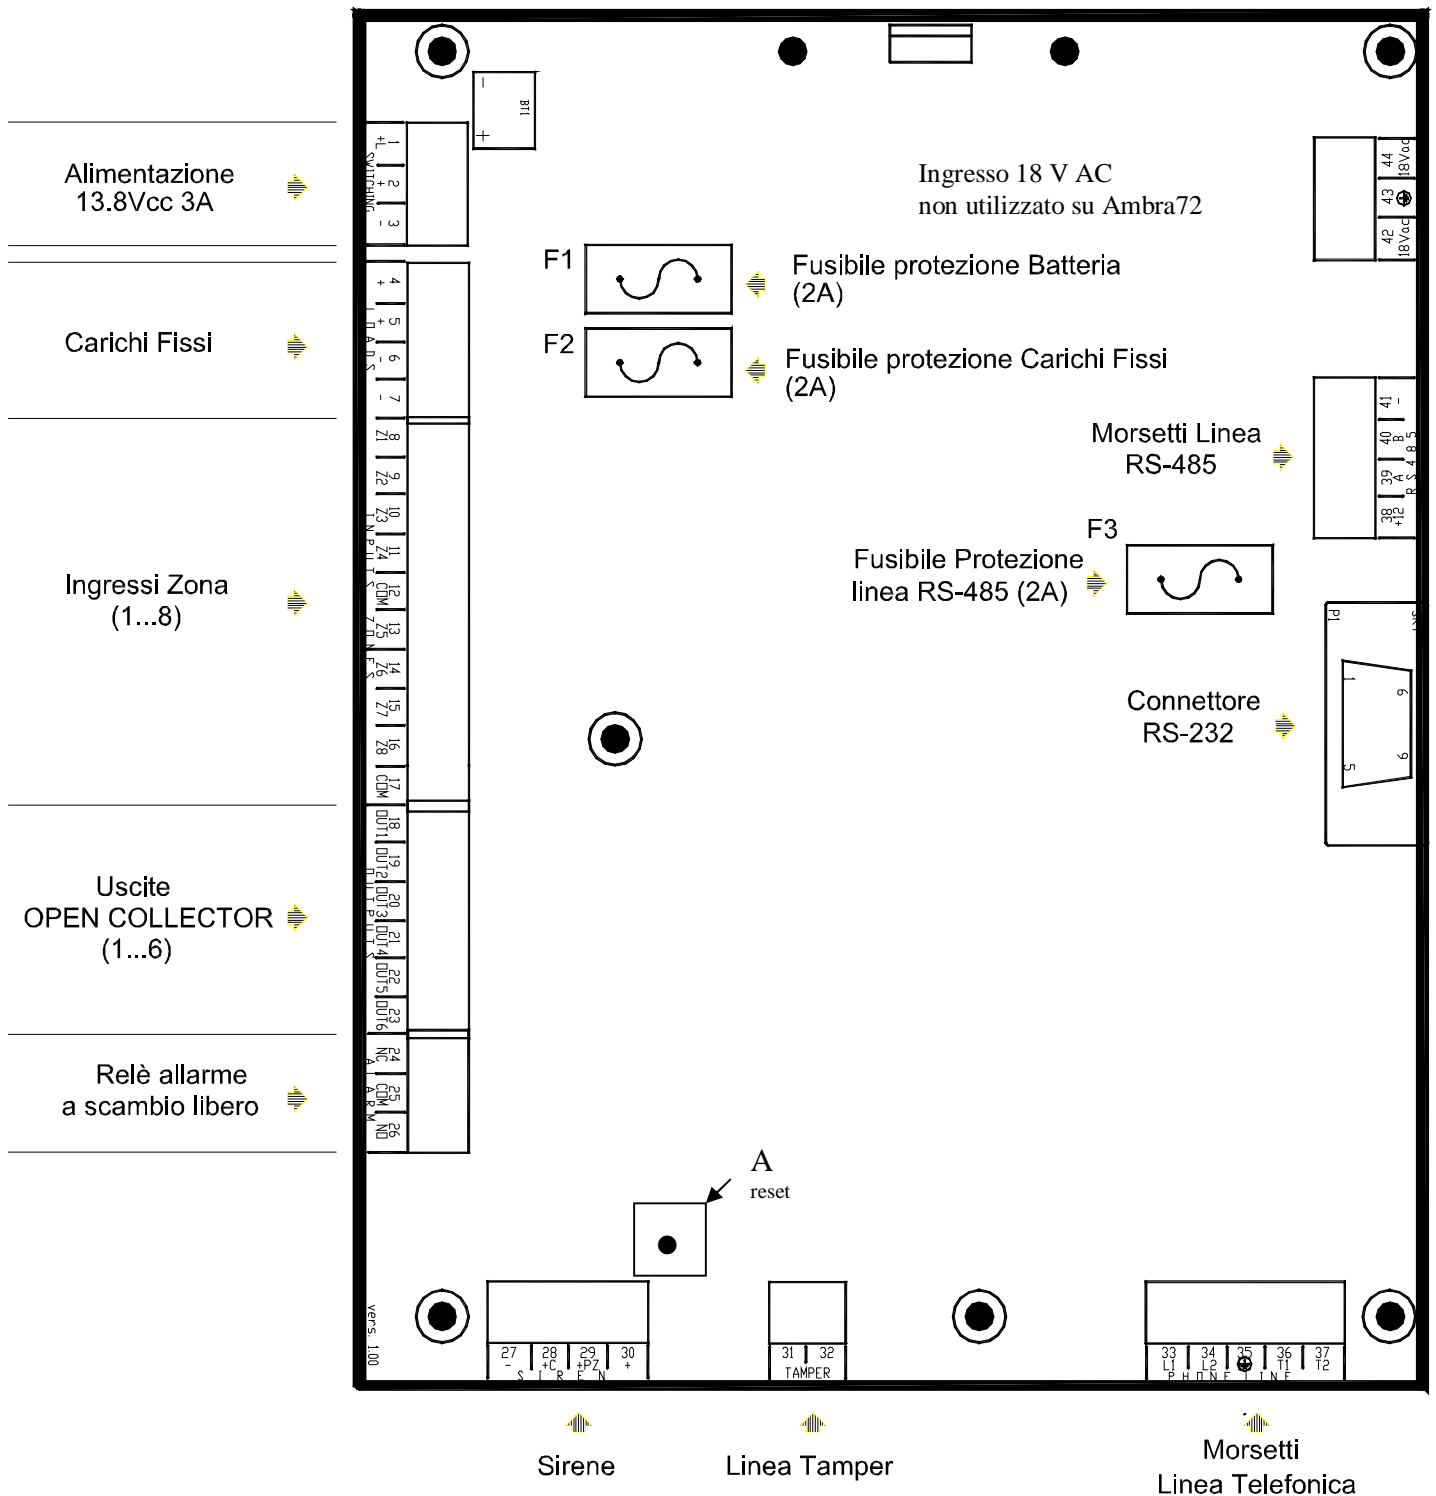 BT1
-
+
Alimentazione
13.8Vcc 3A
1 +L
2 +
3 -
SWITCHING
Ingresso 18 V AC
non utilizzato su Ambra72
44 18Vac
43
42 18Vac
F1
Fusibile protezione Batteria
(2A)
F2
Fusibile protezione Carichi Fissi
(2A)
Carichi Fissi
4 +
5 +
6 -
7 -
LOADS
Morsetti Linea
RS-485
41 -
40 B
39 A
38 +12
RS485
F3
Fusibile Protezione
linea RS-485 (2A)
Ingressi Zona
(1...8)
8 Z1
9 Z2
10 Z3
11 Z4
12 COM
13 Z5
14 Z6
15 Z7
16 Z8
17 COM
INPUTS ZONES
P1
1
6
5
9
Connettore
RS-232
Uscite
OPEN COLLECTOR
(1...6)
18 OUT1
19 OUT2
20 OUT3
21 OUT4
22 OUT5
23 OUT6
OUTPUTS
Relè allarme
a scambio libero
24 NC
25 COM
26 NO
ALARM
A
reset
vers. 1.00
27 28 29 30
- +C +PZ +
SIREN
31 32
TAMPER
33 34 35 36 37
L1 L2 T1 T2
PHONE LINE
Sirene
Linea Tamper
Morsetti
Linea Telefonica